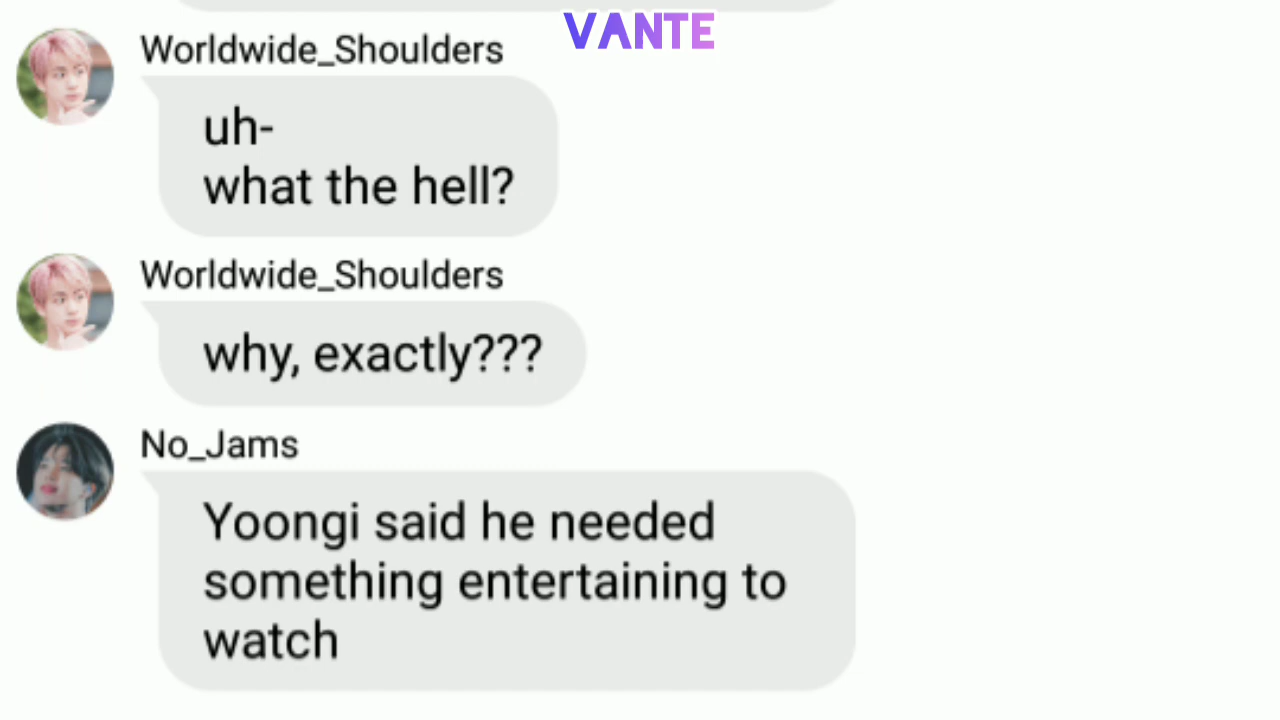 VANTE
Worldwide_Shoulders
uh-
what the hell?
Worldwide_Shoulders
why, exactly???
No_Jams
Yoongi said he needed
something entertaining to
watch